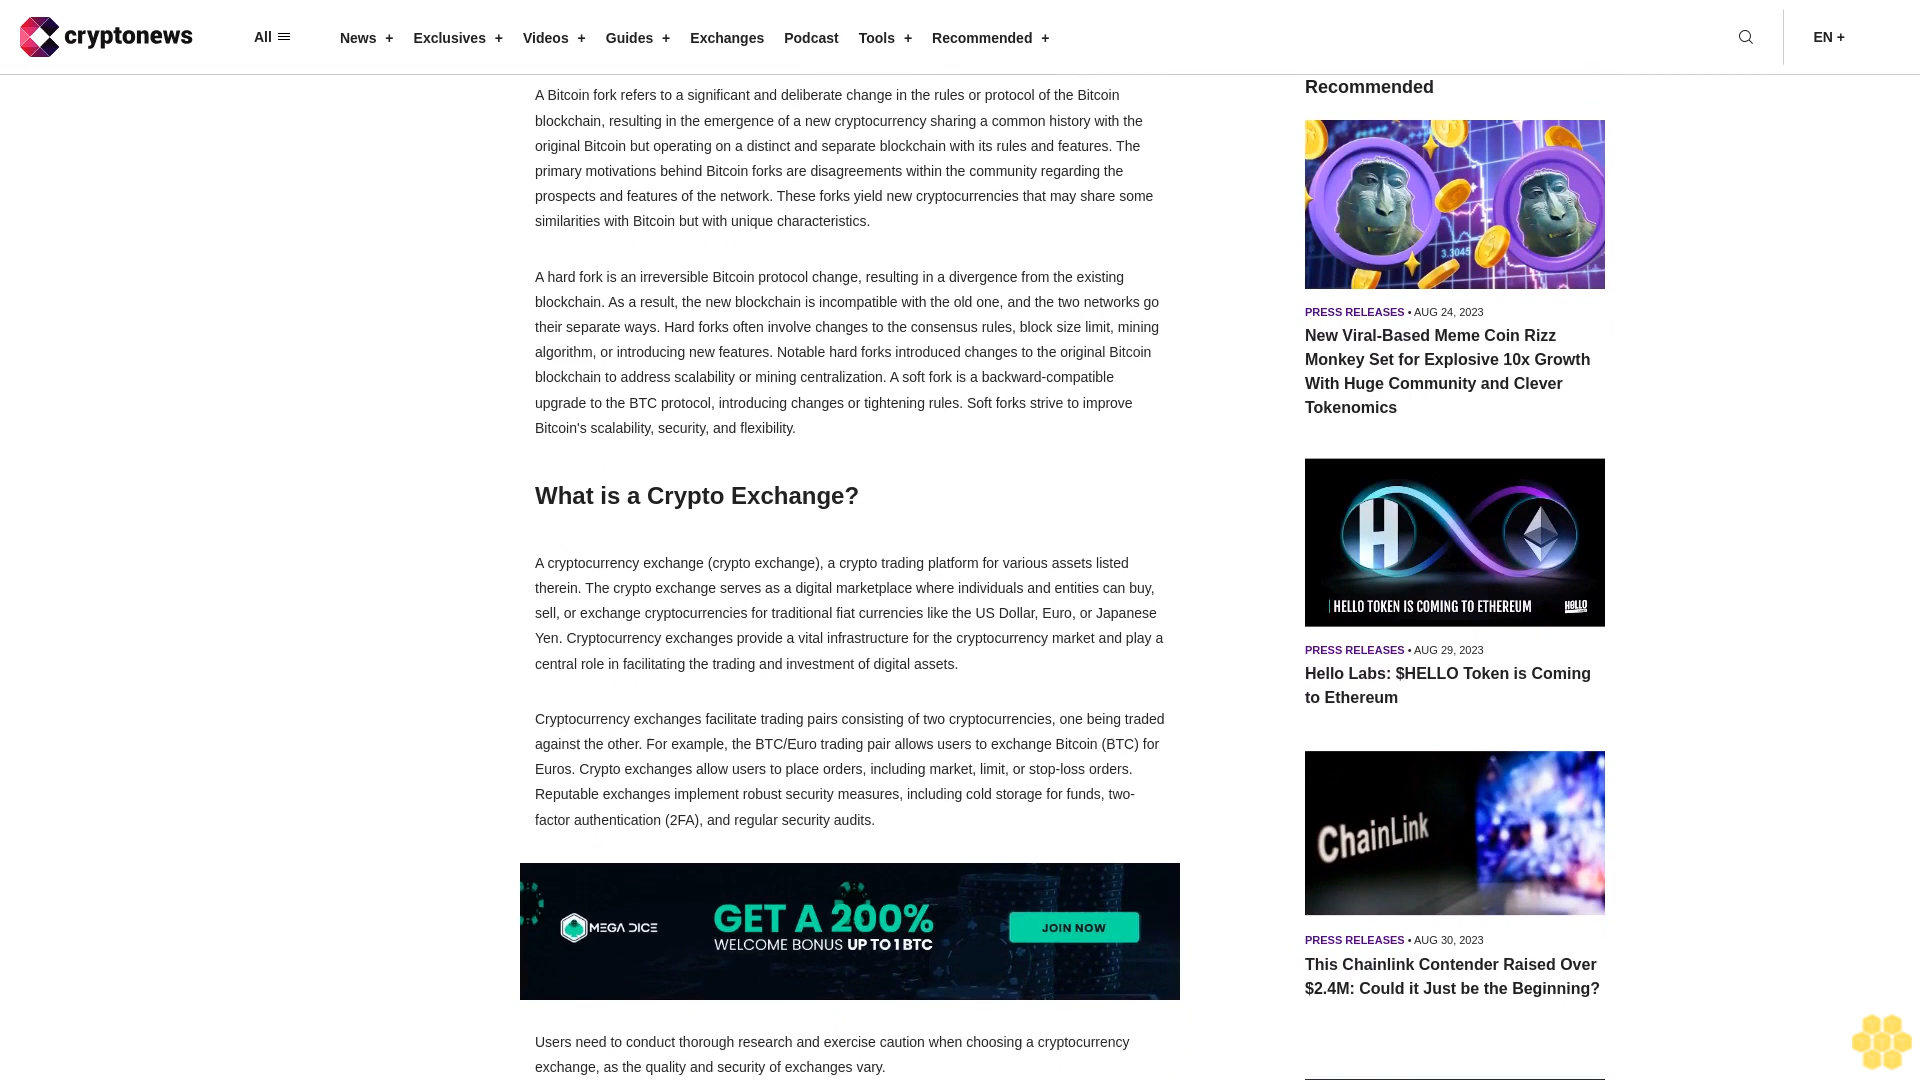 cryptonews
All
News +
Exclusives +
Videos +
Guides +
Exchanges
Podcast
Tools +
Recommended +
EN +
A Bitcoin fork refers to a significant and deliberate change in the rules or protocol of the Bitcoin
blockchain, resulting in the emergence of a new cryptocurrency sharing a common history with the
original Bitcoin but operating on a distinct and separate blockchain with its rules and features. The
primary motivations behind Bitcoin forks are disagreements within the community regarding the
prospects and features of the network. These forks yield new cryptocurrencies that may share some
similarities with Bitcoin but with unique characteristics.
A hard fork is an irreversible Bitcoin protocol change, resulting in a divergence from the existing
blockchain. As a result, the new blockchain is incompatible with the old one, and the two networks go
their separate ways. Hard forks often involve changes to the consensus rules, block size limit, mining
algorithm, or introducing new features. Notable hard forks introduced changes to the original Bitcoin
blockchain to address scalability or mining centralization. A soft fork is a backward-compatible
upgrade to the BTC protocol, introducing changes or tightening rules. Soft forks strive to improve
Bitcoin's scalability, security, and flexibility.
What is a Crypto Exchange?
A cryptocurrency exchange (crypto exchange), a crypto trading platform for various assets listed
therein. The crypto exchange serves as a digital marketplace where individuals and entities can buy,
sell, or exchange cryptocurrencies for traditional fiat currencies like the US Dollar, Euro, or Japanese
Yen. Cryptocurrency exchanges provide a vital infrastructure for the cryptocurrency market and play a
central role in facilitating the trading and investment of digital assets.
Cryptocurrency exchanges facilitate trading pairs consisting of two cryptocurrencies, one being traded
against the other. For example, the BTC/Euro trading pair allows users to exchange Bitcoin (BTC) for
Euros. Crypto exchanges allow users to place orders, including market, limit, or stop-loss orders.
Reputable exchanges implement robust security measures, including cold storage for funds, two-
factor authentication (2FA), and regular security audits.
MEGA DICE
GET A 200%
WELCOME BONUS UP TO 1 BTC
JOIN NOW
Users need to conduct thorough research and exercise caution when choosing a cryptocurrency
exchange, as the quality and security of exchanges vary.
Recommended
3.3045
PRESS RELEASES • AUG 24, 2023
New Viral-Based Meme Coin Rizz
Monkey Set for Explosive 10x Growth
With Huge Community and Clever
Tokenomics
H
HELLO TOKEN IS COMING TO ETHEREUM
HELLO
PRESS RELEASES • AUG 29, 2023
Hello Labs: $HELLO Token is Coming
to Ethereum
ChainLink
PRESS RELEASES • AUG 30, 2023
This Chainlink Contender Raised Over
$2.4M: Could it Just be the Beginning?